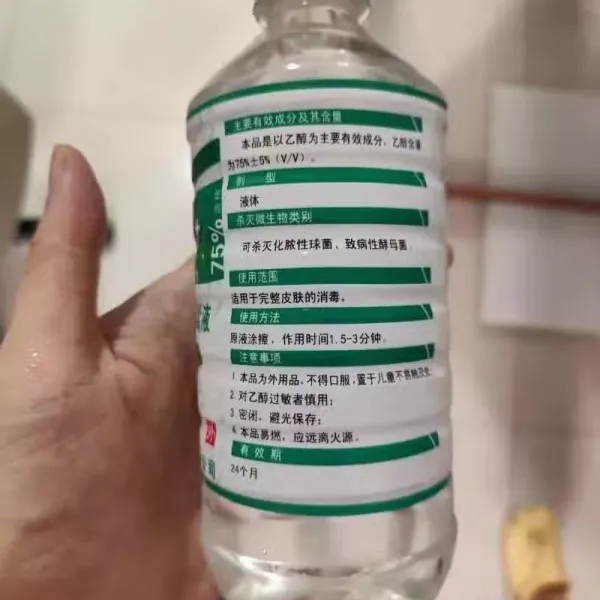 主要有效成分及其含量
本品是以乙醇为主要有效成分，乙醇含量
为75%±5%（V/V）。
剂 型
液体
杀灭微生物类别
可杀灭化脓性球菌、致病性酵母菌
使用范围
适用于完整皮肤的消毒。
使用方法
原液涂擦，作用时间1.5-3分钟。
注意事项
1.本品为外用品，不得口服，置于儿童不易触及处
2.对乙醇过敏者慎用；
3.密闭，避光保存；
4.本品易燃，应远离火源。
有效期
24个月
75%
液